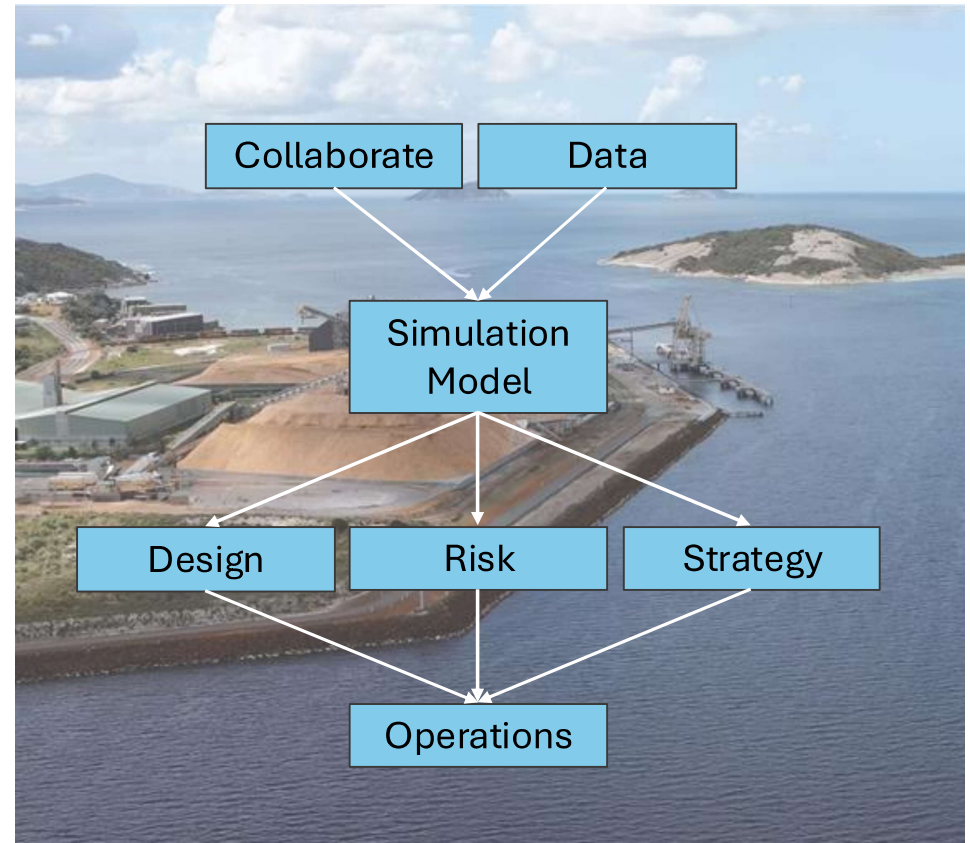 Collaborate
Data
Simulation
Model
Design
Risk
Strategy
Operations